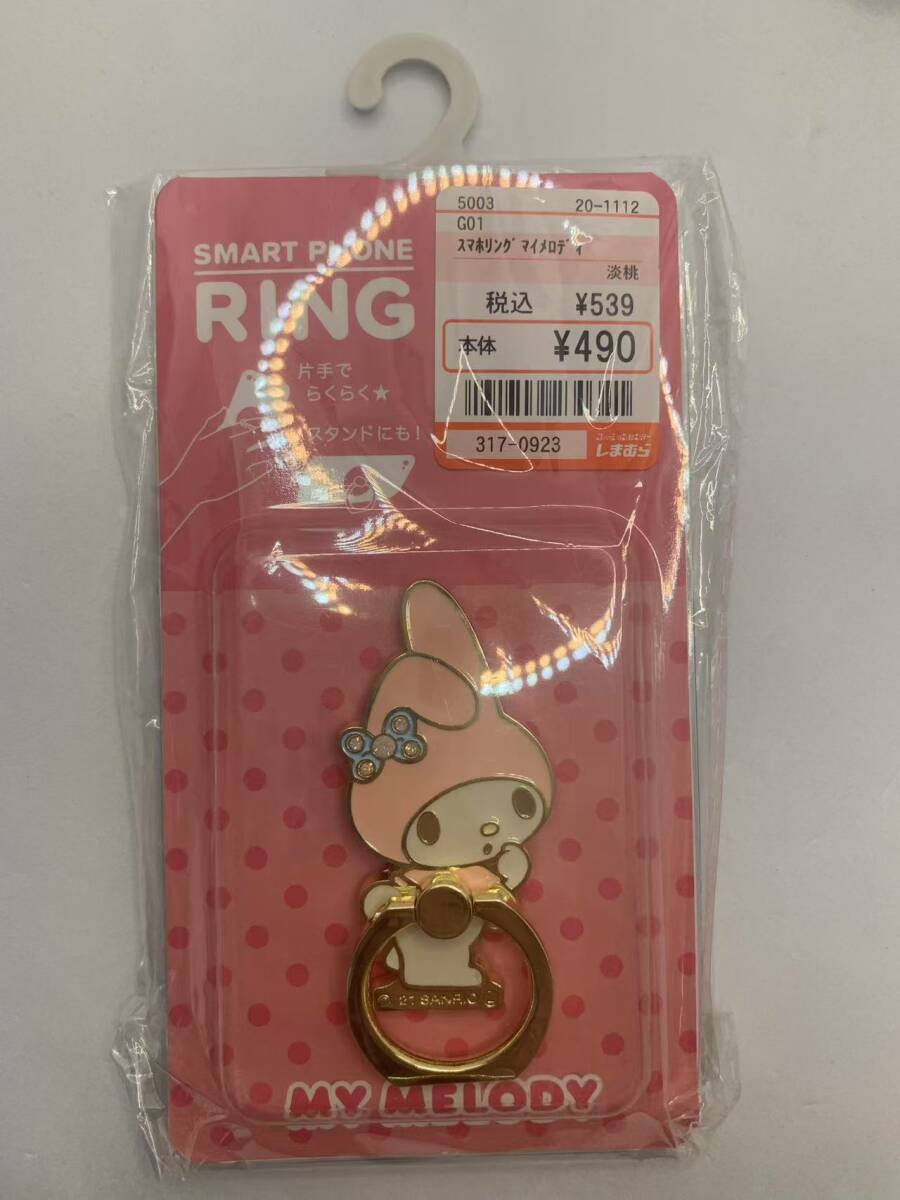 SMART PHONE
RING
片手で
らくらく★
スタンドにも!
5003 20-1112
G01
スマホリング マイメロディ
淡桃
税込 ¥539
本体 ¥490
317-0923
しまむら
21 SANRIO
MY MELODY